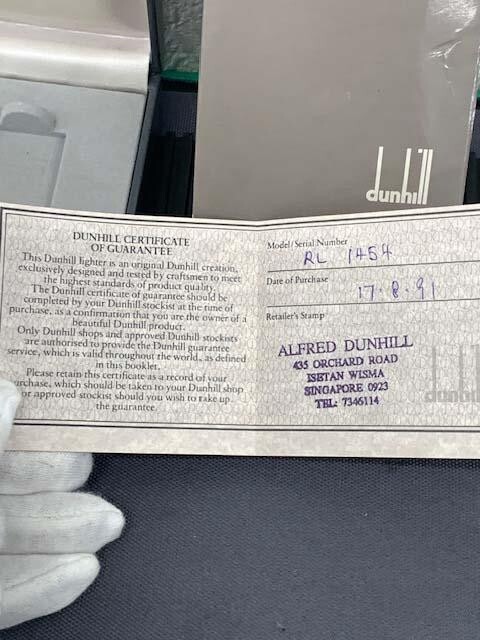 dunhill
DUNHILL CERTIFICATE
OF GUARANTEE
This Dunhill lighter is an original Dunhill creation,
exclusively designed and tested by craftsmen to meet
the highest standards of product quality.
The Dunhill certificate of guarantee should be
completed by your Dunhill stockist at the time of
purchase, as a confirmation that you are the owner of a
beautiful Dunhill product.
Only Dunhill shops and approved Dunhill stockists
are authorised to provide the Dunhill guarantee
service, which is valid throughout the world, as defined
in this booklet.
Please retain this certificate as a record of your
purchase, which should be taken to your Dunhill shop
or approved stockist should you wish to take up
the guarantee.
Model/Serial Number
RL 1454
Date of Purchase
17.8.91
Retailer's Stamp
ALFRED DUNHILL
435 ORCHARD ROAD
ISETAN WISMA
SINGAPORE 0923
TEL: 7346114
dunhill